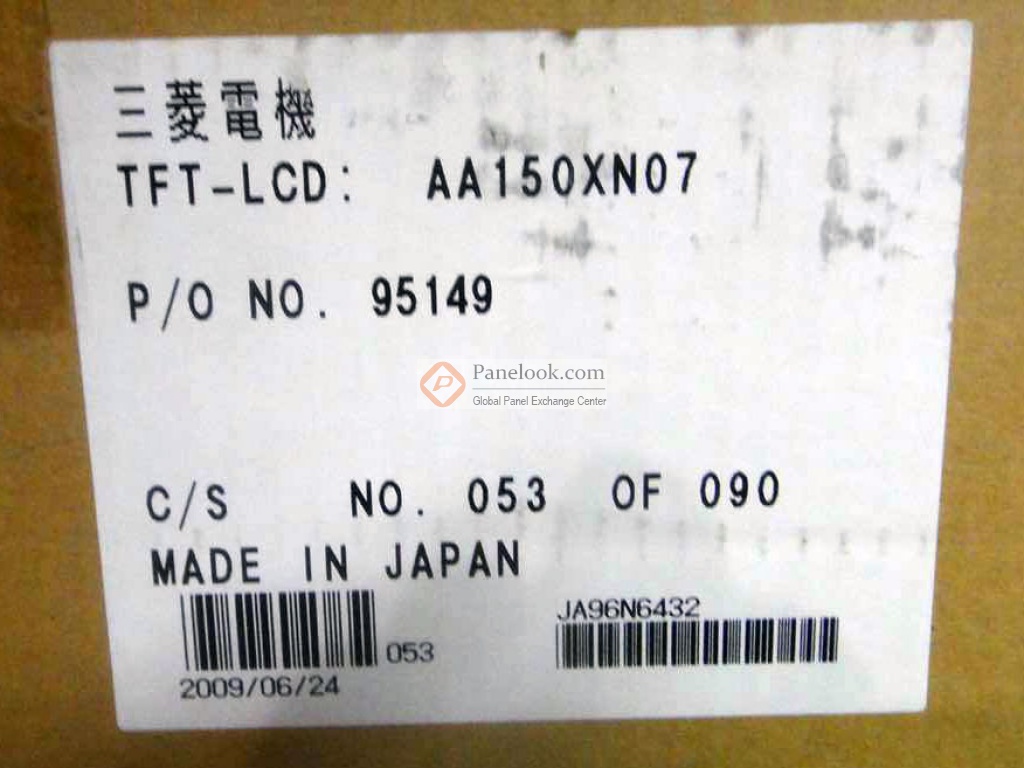 三菱電機
TFT-LCD: AA150XN07
P/O NO. 95149
Panelook.com
Global Panel Exchange Center
C/S NO. 053 OF 090
MADE IN JAPAN
JA96N6432
053
2009/06/24